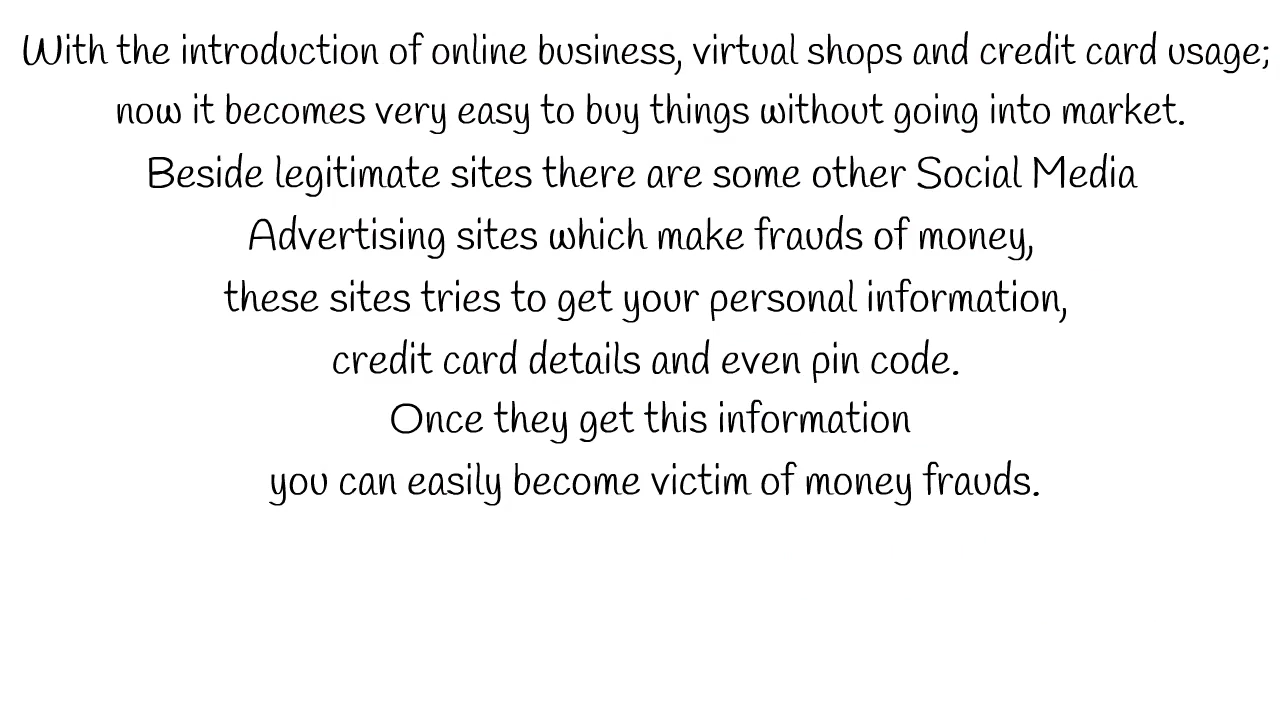 With the introduction of online business, virtual shops and credit card usage;
now it becomes very easy to buy things without going into market.
Beside legitimate sites there are some other Social Media
Advertising sites which make frauds of money,
these sites tries to get your personal information,
credit card details and even pin code.
Once they get this information
you can easily become victim of money frauds.